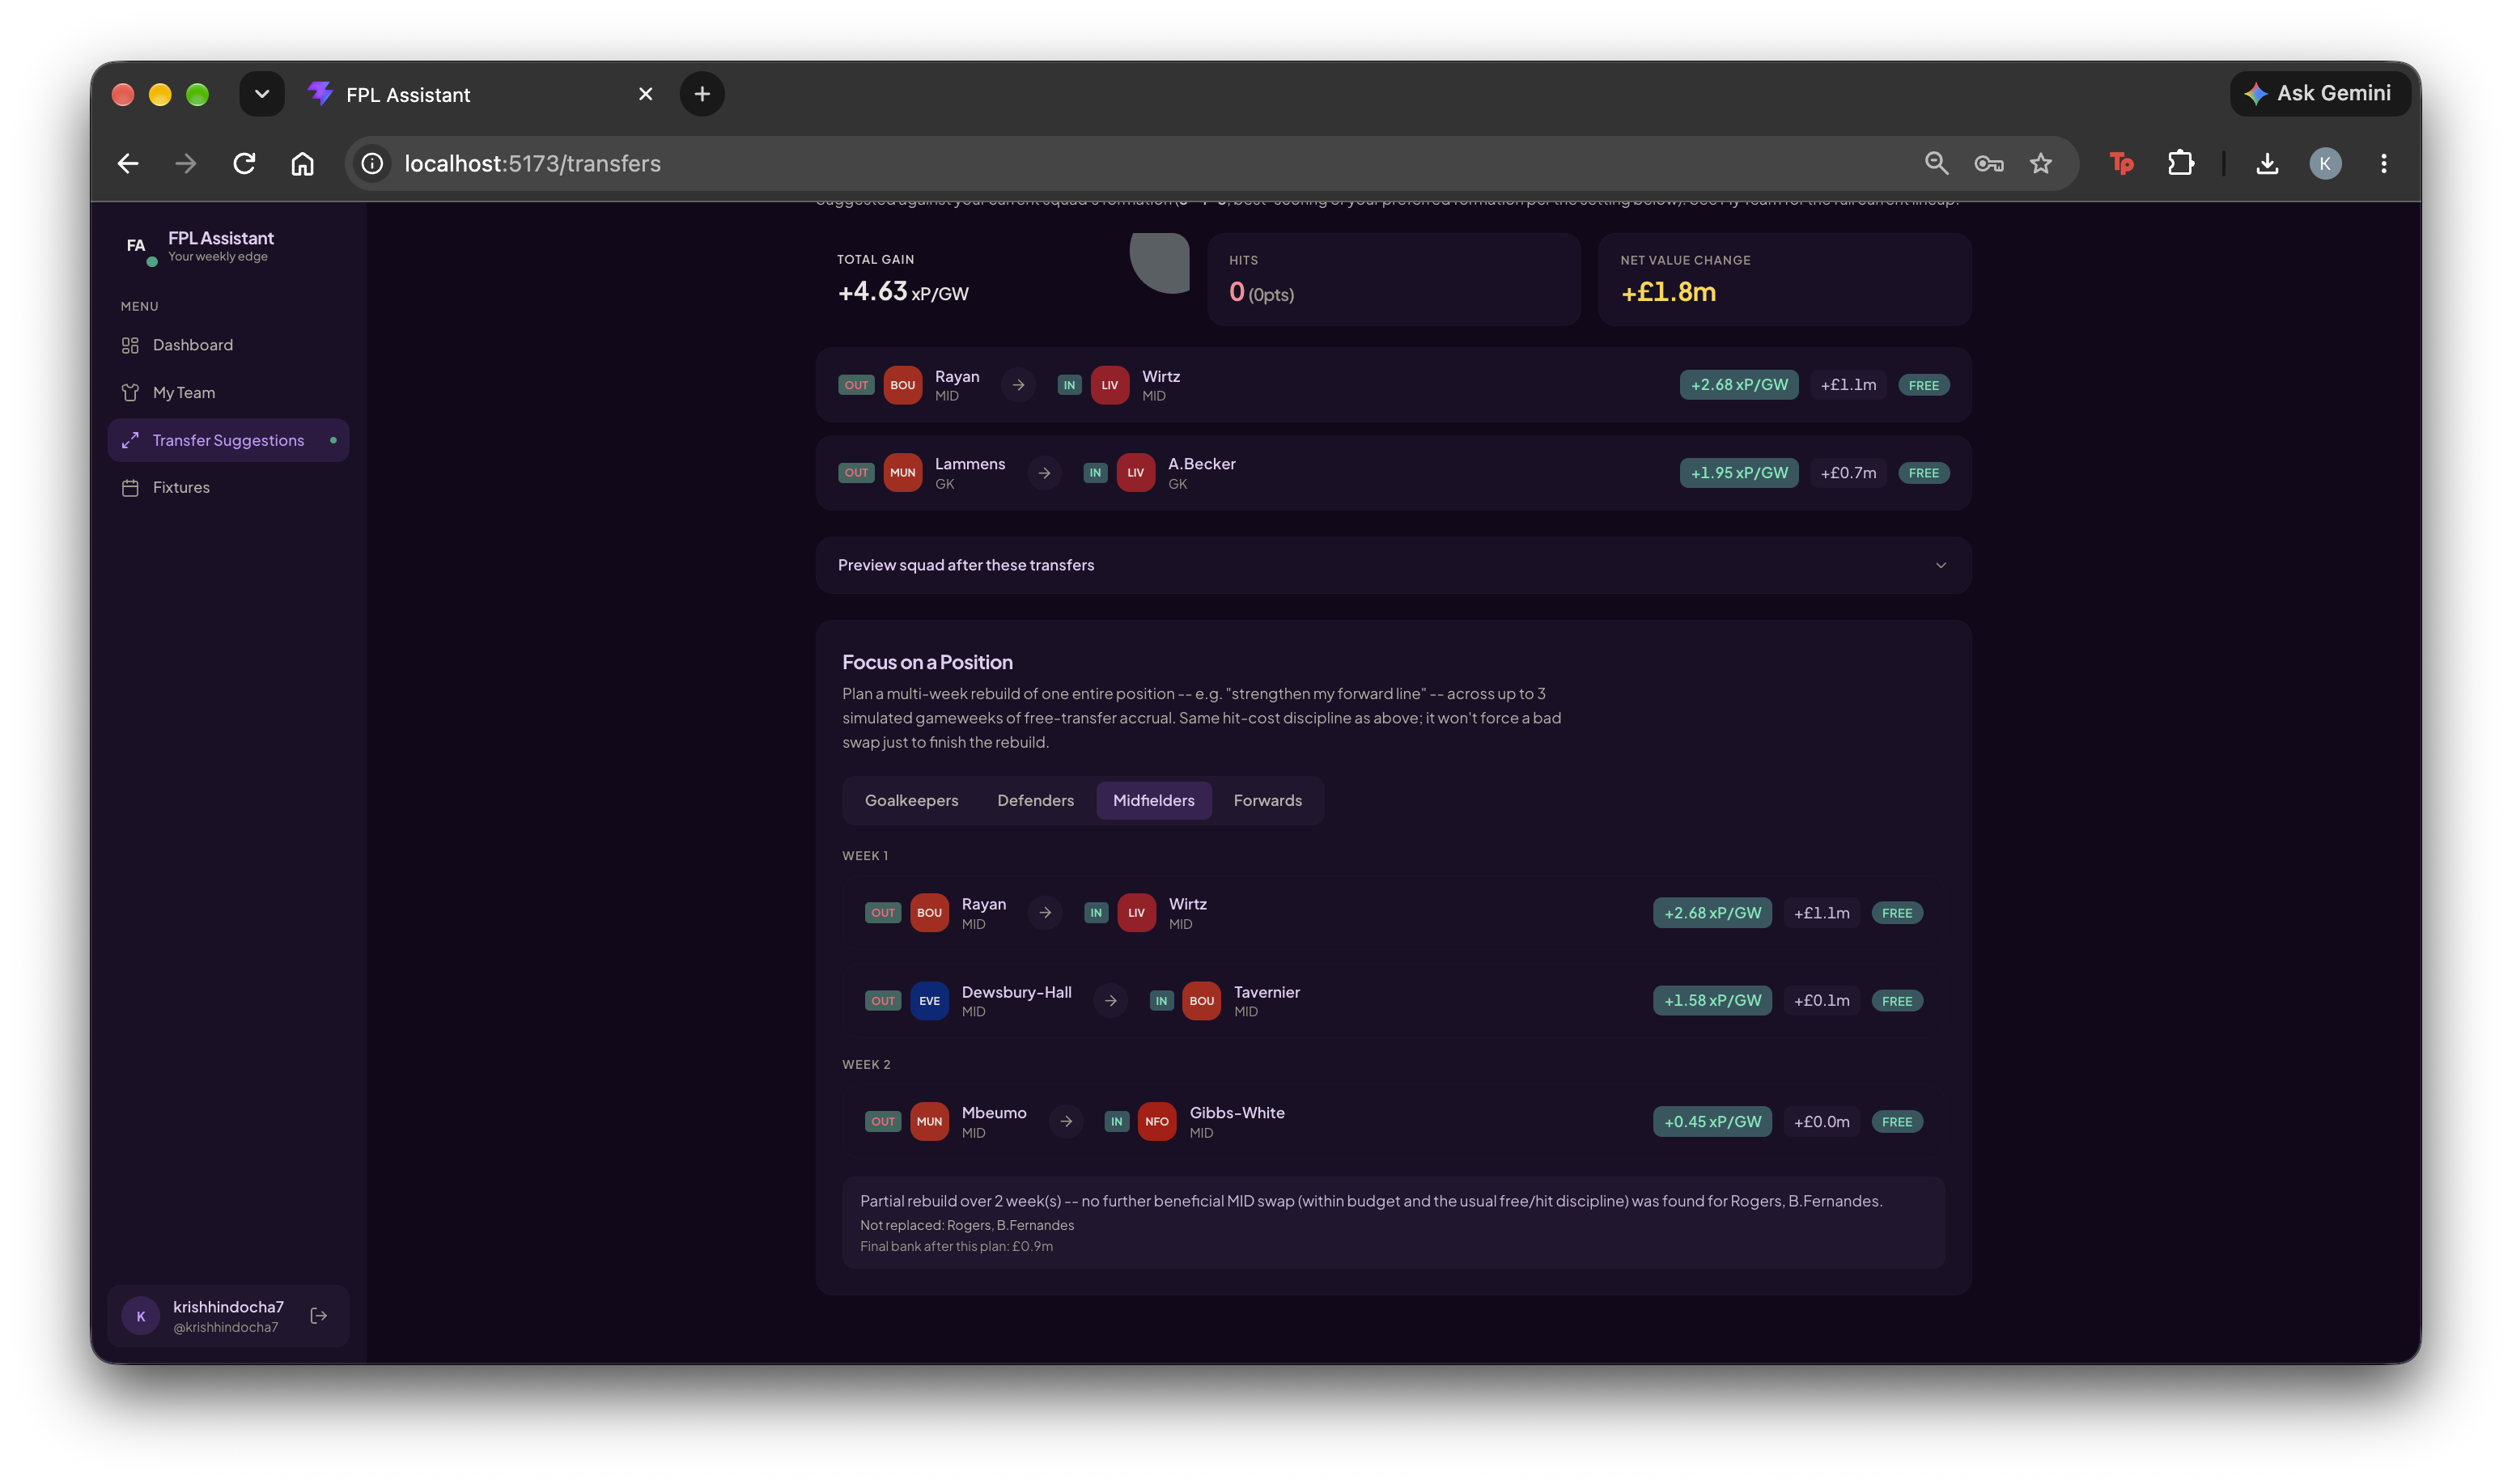 FPL Assistant
Ask Gemini
localhost:5173/transfers
Tp
K
FA
FPL Assistant
Your weekly edge
MENU
Dashboard
My Team
Transfer Suggestions
Fixtures
TOTAL GAIN
+4.63 xP/GW
HITS
0 (0pts)
NET VALUE CHANGE
+£1.8m
OUT BOU Rayan MID → IN LIV Wirtz MID +2.68 xP/GW +£1.1m FREE
OUT MUN Lammens GK → IN LIV A.Becker GK +1.95 xP/GW +£0.7m FREE
Preview squad after these transfers
Focus on a Position
Plan a multi-week rebuild of one entire position -- e.g. "strengthen my forward line" -- across up to 3
simulated gameweeks of free-transfer accrual. Same hit-cost discipline as above; it won't force a bad
swap just to finish the rebuild.
Goalkeepers Defenders Midfielders Forwards
WEEK 1
OUT BOU Rayan MID → IN LIV Wirtz MID +2.68 xP/GW +£1.1m FREE
OUT EVE Dewsbury-Hall MID → IN BOU Tavernier MID +1.58 xP/GW +£0.1m FREE
WEEK 2
OUT MUN Mbeumo MID → IN NFO Gibbs-White MID +0.45 xP/GW +£0.0m FREE
Partial rebuild over 2 week(s) -- no further beneficial MID swap (within budget and the usual free/hit discipline) was found for Rogers, B.Fernandes.
Not replaced: Rogers, B.Fernandes
Final bank after this plan: £0.9m
K
krishhindocha7
@krishhindocha7